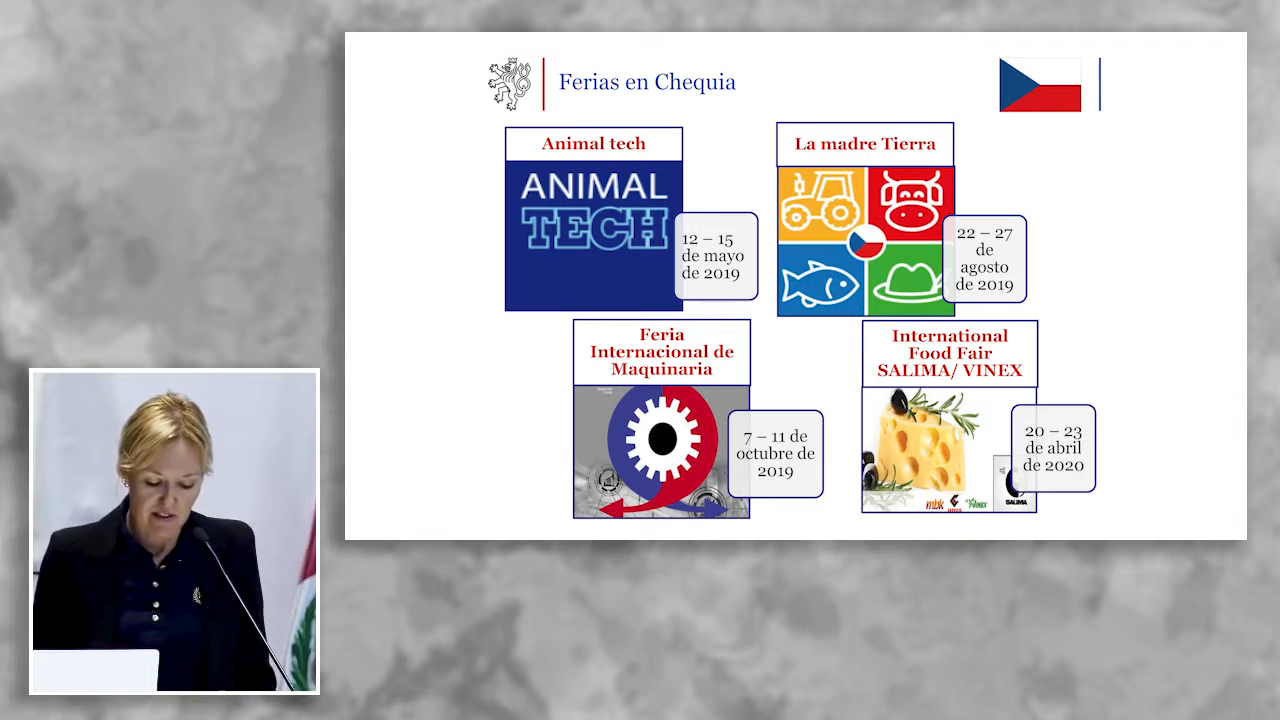 Ferias en Chequia
Animal tech
ANIMAL
TECH
12 – 15
de mayo
de 2019
La madre Tierra
22 – 27
de
agosto
de 2019
Feria
Internacional de
Maquinaria
7 – 11 de
octubre de
2019
International
Food Fair
SALIMA/ VINEX
20 – 23
de abril
de 2020
mbk
VINEX
SALIMA